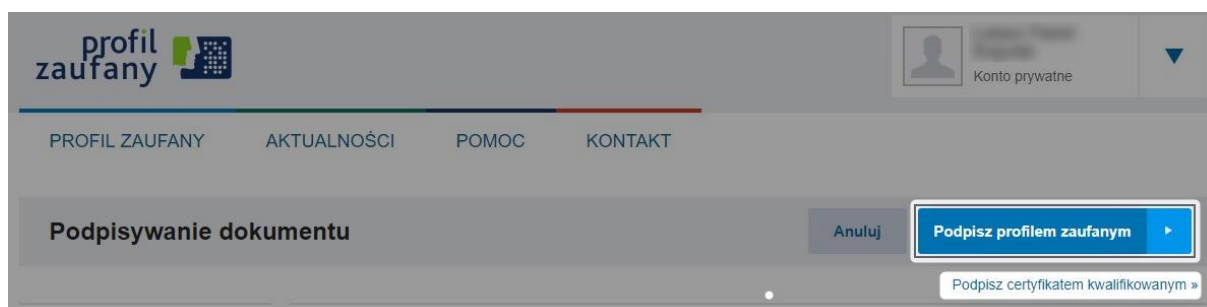 profil
zaufany
Konto prywatne
PROFIL ZAUFANY AKTUALNOŚCI POMOC KONTAKT
Podpisywanie dokumentu
Anuluj
Podpisz profilem zaufanym
Podpisz certyfikatem kwalifikowanym »